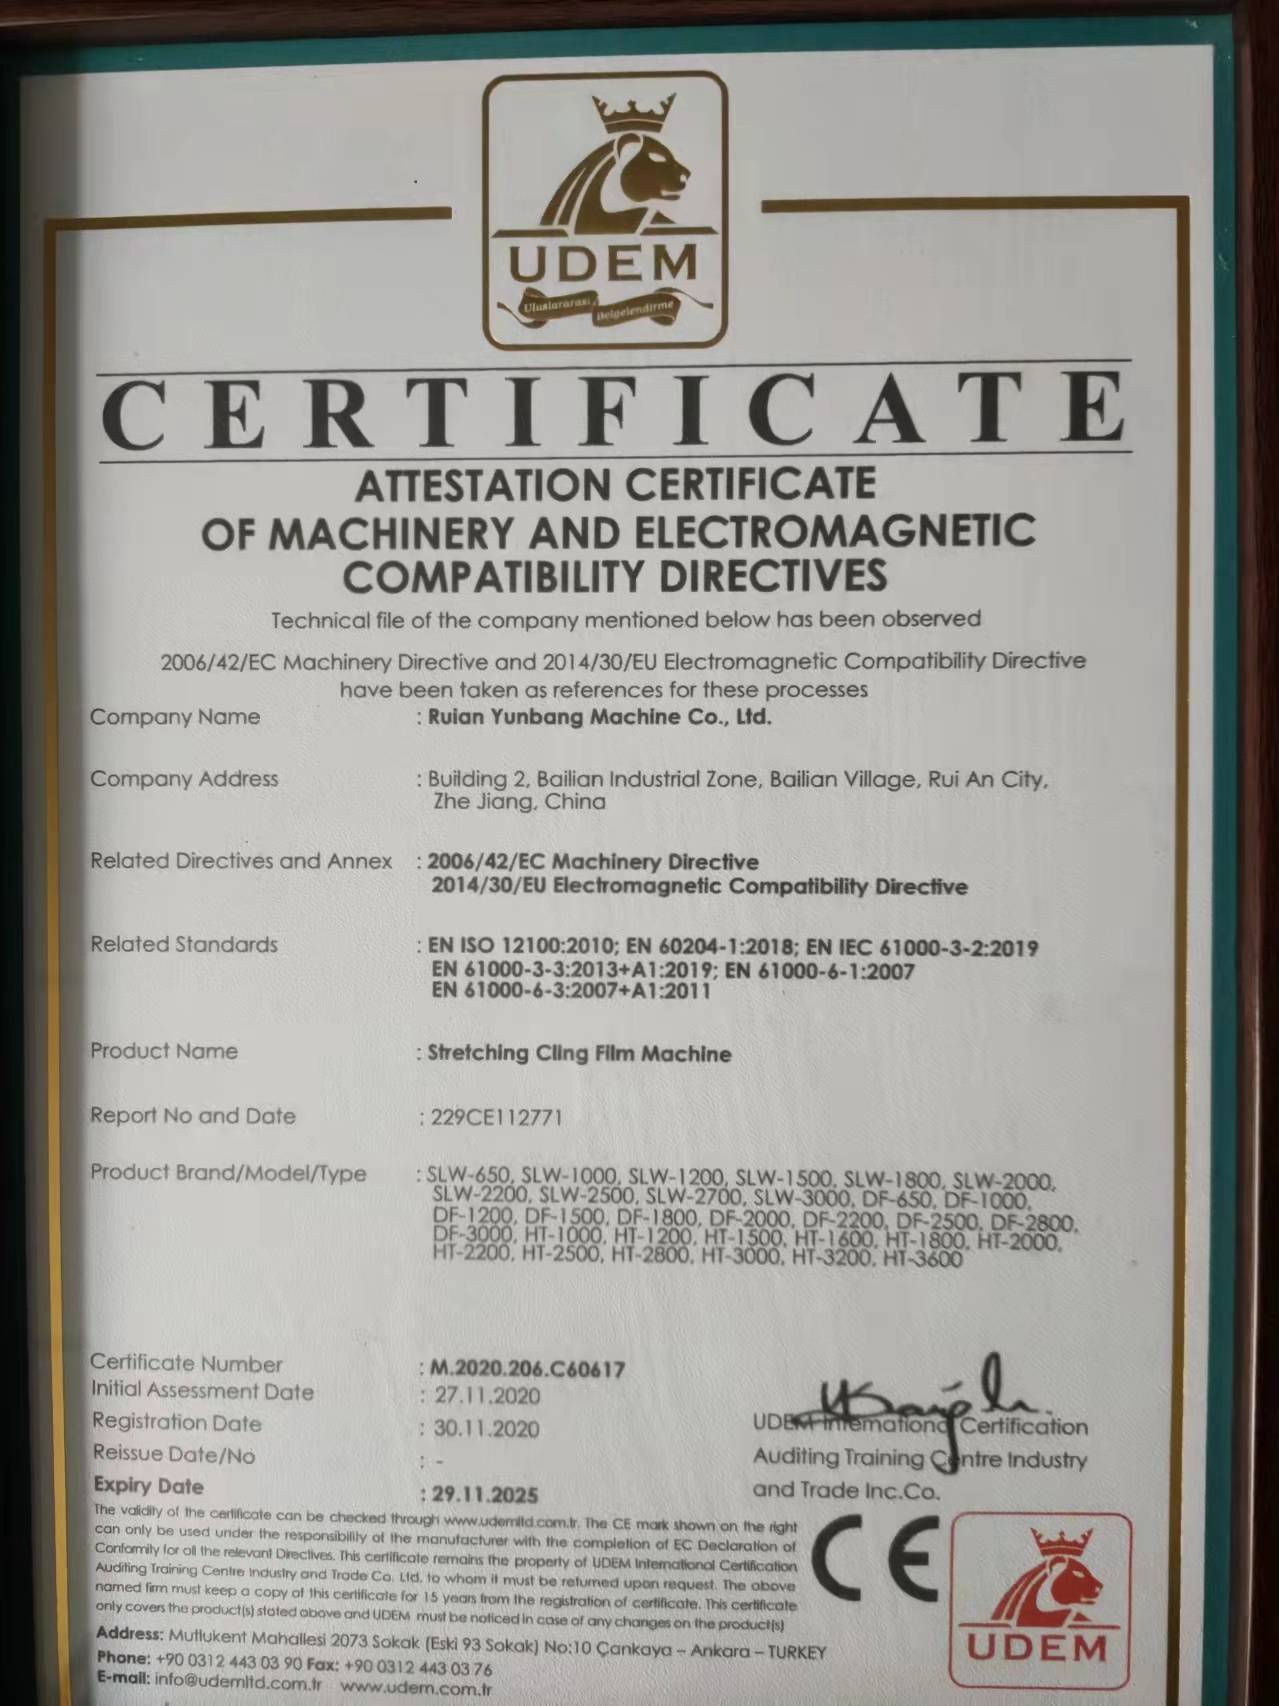 UDEM
Uluslararası
Belgelendirme
CERTIFICATE
ATTESTATION CERTIFICATE
OF MACHINERY AND ELECTROMAGNETIC
COMPATIBILITY DIRECTIVES
Technical file of the company mentioned below has been observed
2006/42/EC Machinery Directive and 2014/30/EU Electromagnetic Compatibility Directive
have been taken as references for these processes
Company Name : Ruian Yunbang Machine Co., Ltd.
Company Address : Building 2, Bailian Industrial Zone, Bailian Village, Rui An City,
Zhe Jiang, China
Related Directives and Annex : 2006/42/EC Machinery Directive
2014/30/EU Electromagnetic Compatibility Directive
Related Standards : EN ISO 12100:2010; EN 60204-1:2018; EN IEC 61000-3-2:2019
EN 61000-3-3:2013+A1:2019; EN 61000-6-1:2007
EN 61000-6-3:2007+A1:2011
Product Name : Stretching Cling Film Machine
Report No and Date : 229CE112771
Product Brand/Model/Type : SLW-650, SLW-1000, SLW-1200, SLW-1500, SLW-1800, SLW-2000,
SLW-2200, SLW-2500, SLW-2700, SLW-3000, DF-650, DF-1000,
DF-1200, DF-1500, DF-1800, DF-2000, DF-2200, DF-2500, DF-2800,
DF-3000, HT-1000, HT-1200, HT-1500, HT-1600, HT-1800, HT-2000,
HT-2200, HT-2500, HT-2800, HT-3000, HT-3200, HT-3600
Certificate Number : M.2020.206.C60617
Initial Assessment Date : 27.11.2020
Registration Date : 30.11.2020
Reissue Date/No : -
Expiry Date : 29.11.2025
UDEM International Certification
Auditing Training Centre Industry
and Trade Inc.Co.
The validity of the certificate can be checked through www.udemltd.com.tr. The CE mark shown on the right
can only be used under the responsibility of the manufacturer with the completion of EC Declaration of
Conformity for all the relevant Directives. This certificate remains the property of UDEM International Certification
Auditing Training Centre Industry and Trade Co. Ltd. to whom it must be returned upon request. The above
named firm must keep a copy of this certificate for 15 years from the registration of certificate. This certificate
only covers the product(s) stated above and UDEM must be noticed in case of any changes on the product(s)
CE
UDEM
Address: Mutlukent Mahallesi 2073 Sokak (Eski 93 Sokak) No:10 Çankaya – Ankara – TURKEY
Phone: +90 0312 443 03 90 Fax: +90 0312 443 03 76
E-mail: info@udemltd.com.tr www.udem.com.tr